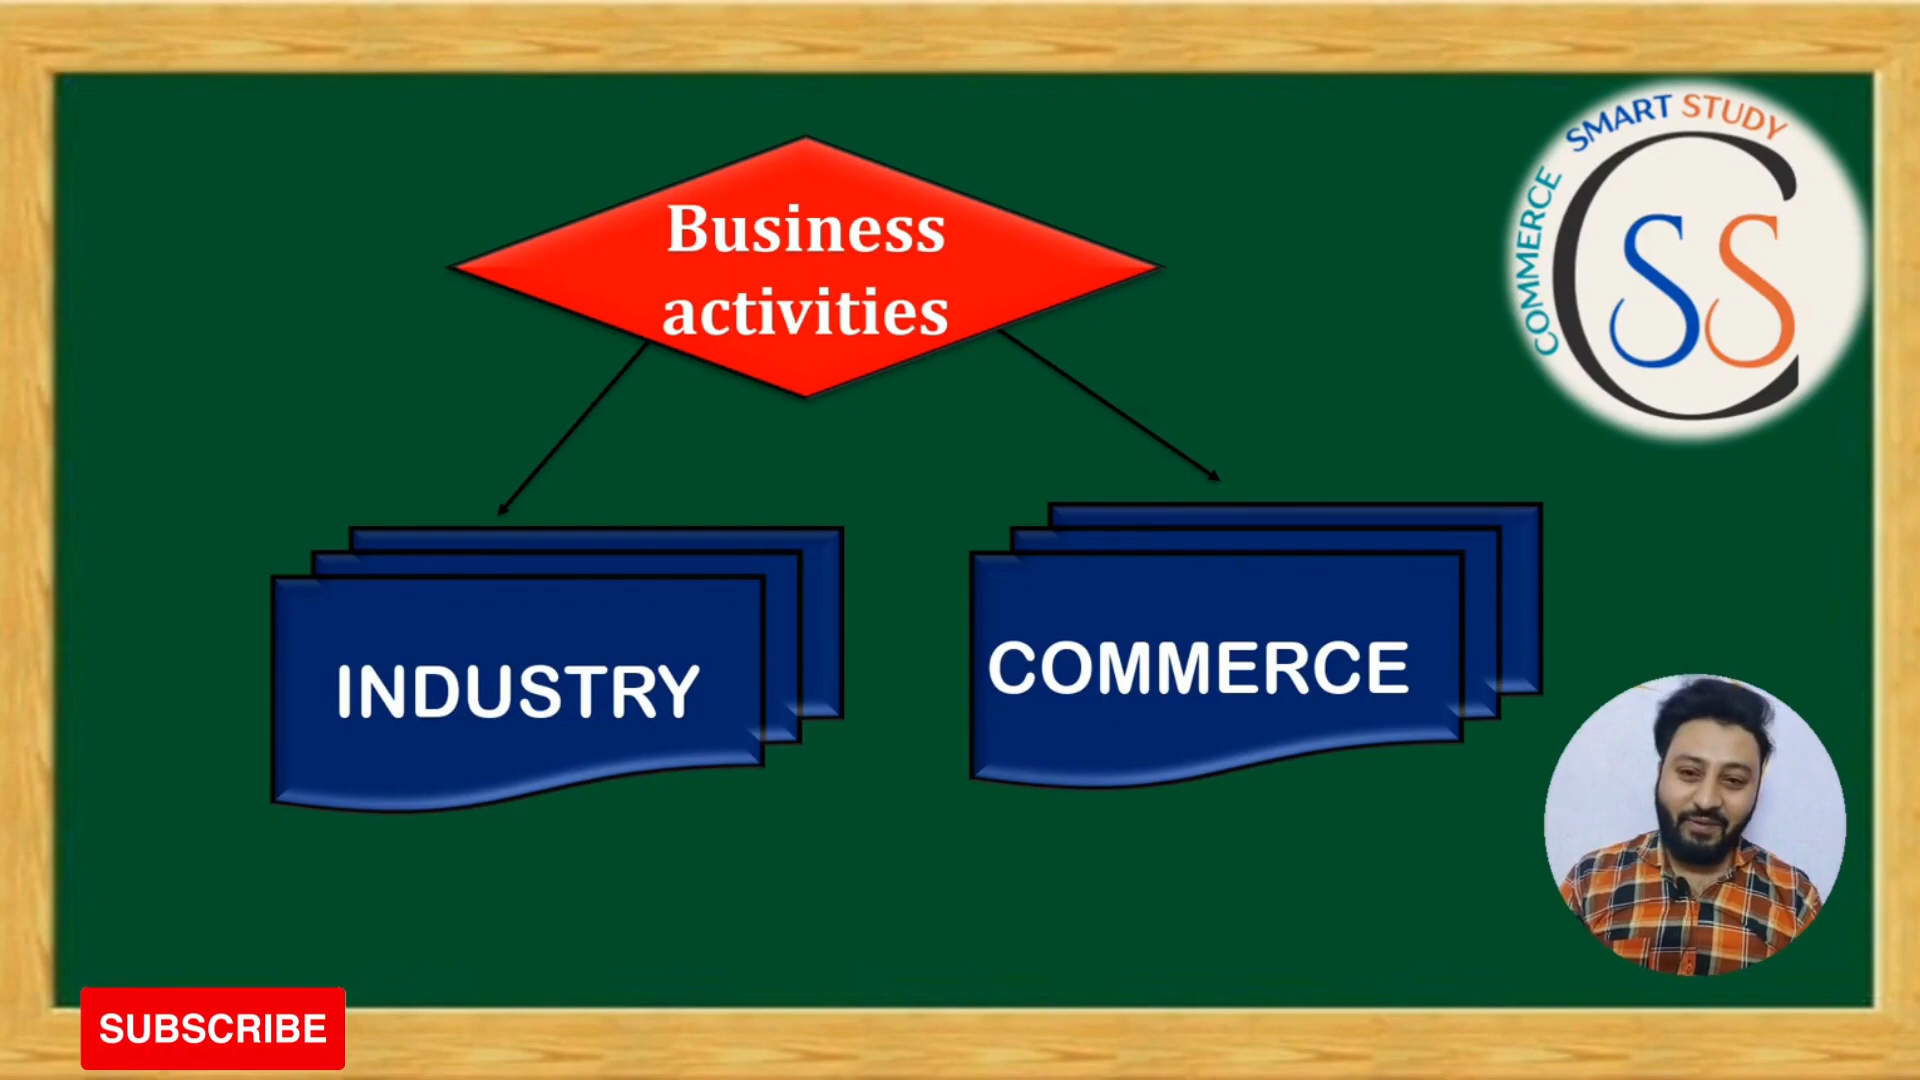 COMMERCE SMART STUDY
CSS
Business
activities
INDUSTRY
COMMERCE
SUBSCRIBE